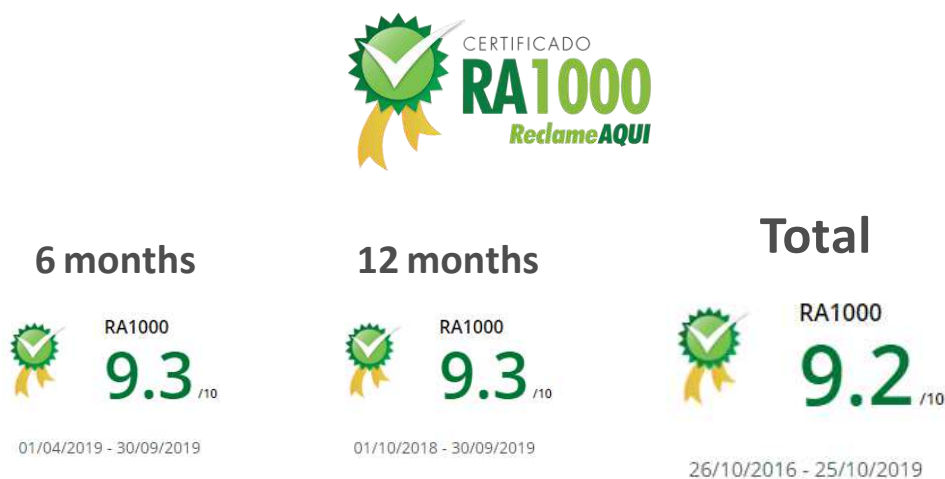 CERTIFICADO
RA1000
ReclameAQUI
6 months
RA1000
9.3 /10
01/04/2019 - 30/09/2019
12 months
RA1000
9.3 /10
01/10/2018 - 30/09/2019
Total
RA1000
9.2 /10
26/10/2016 - 25/10/2019